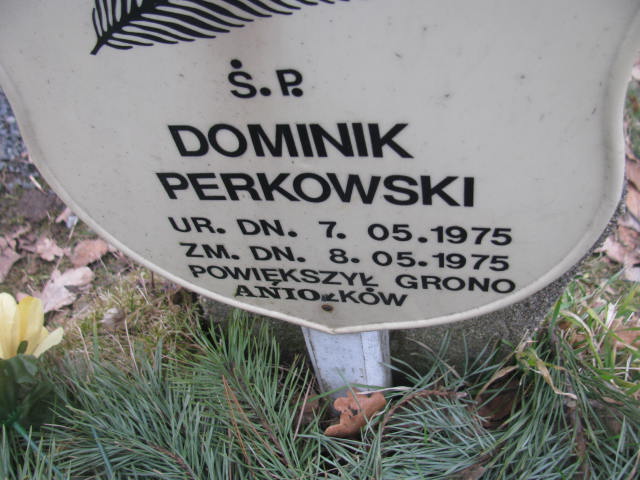 Ś.P.
DOMINIK
PERKOWSKI
UR. DN. 7. 05.1975
ZM. DN. 8. 05.1975
POWIĘKSZYŁ GRONO
ANIOŁKÓW